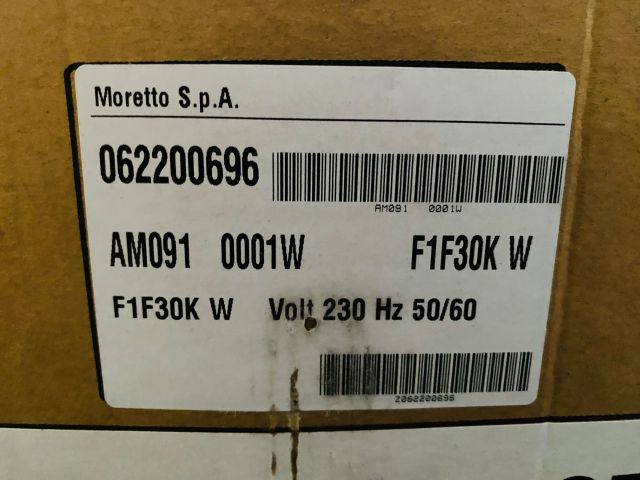 Moretto S.p.A.
062200696
AM091 0001W
AM091 0001W F1F30K W
F1F30K W Volt 230 Hz 50/60
Z062200696